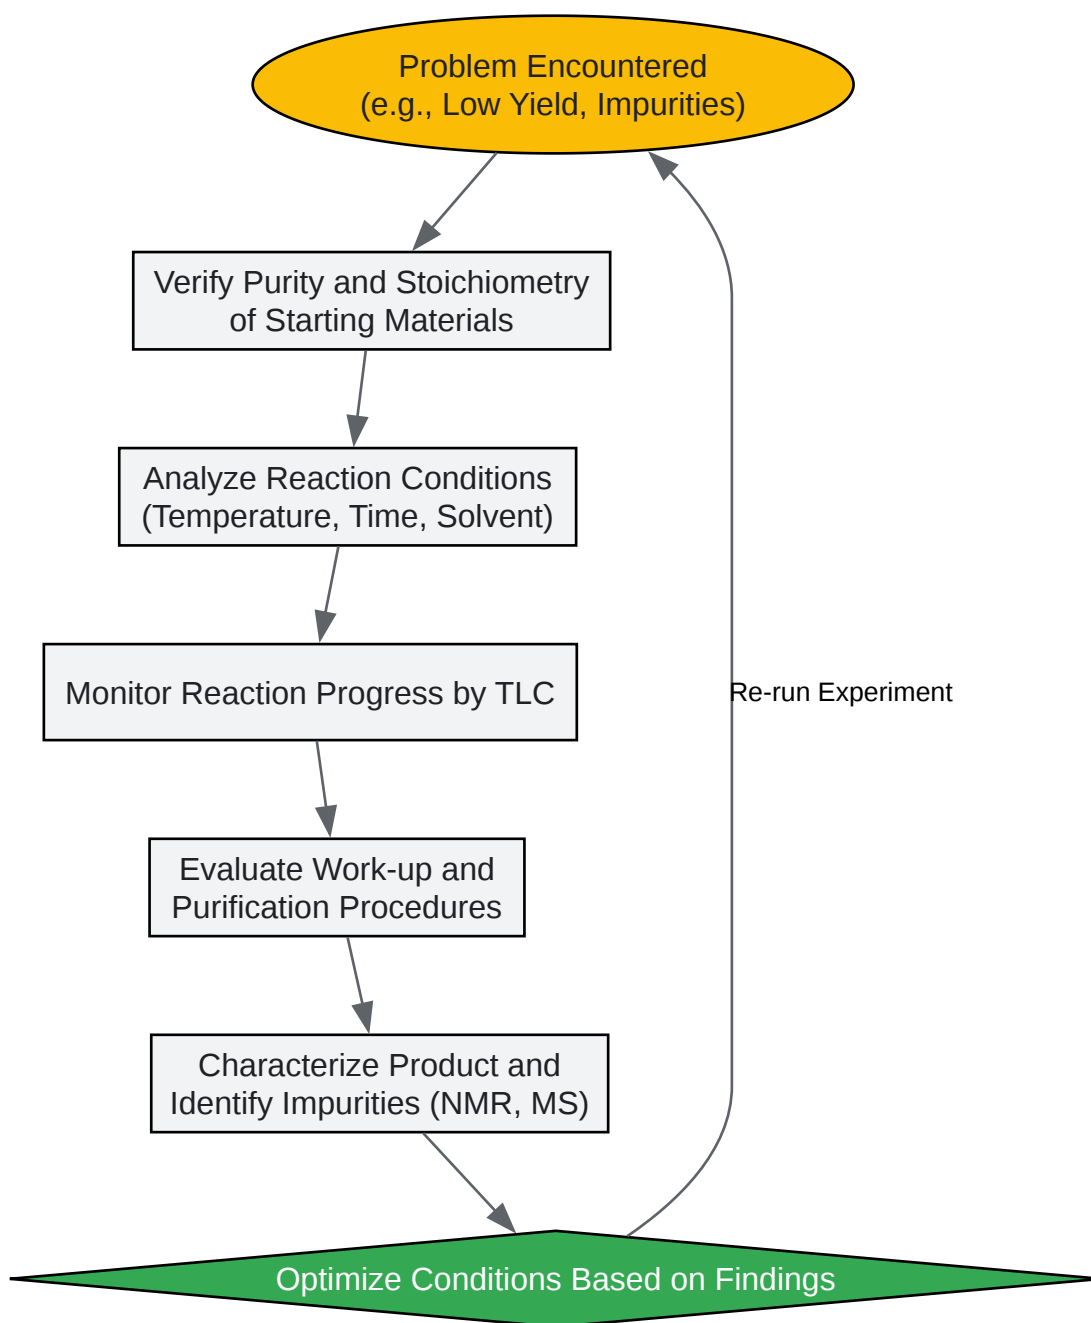 Problem Encountered
(e.g., Low Yield, Impurities)
Verify Purity and Stoichiometry
of Starting Materials
Analyze Reaction Conditions
(Temperature, Time, Solvent)
Monitor Reaction Progress by TLC
Re-run Experiment
Evaluate Work-up and
Purification Procedures
Characterize Product and
Identify Impurities (NMR, MS)
Optimize Conditions Based on Findings